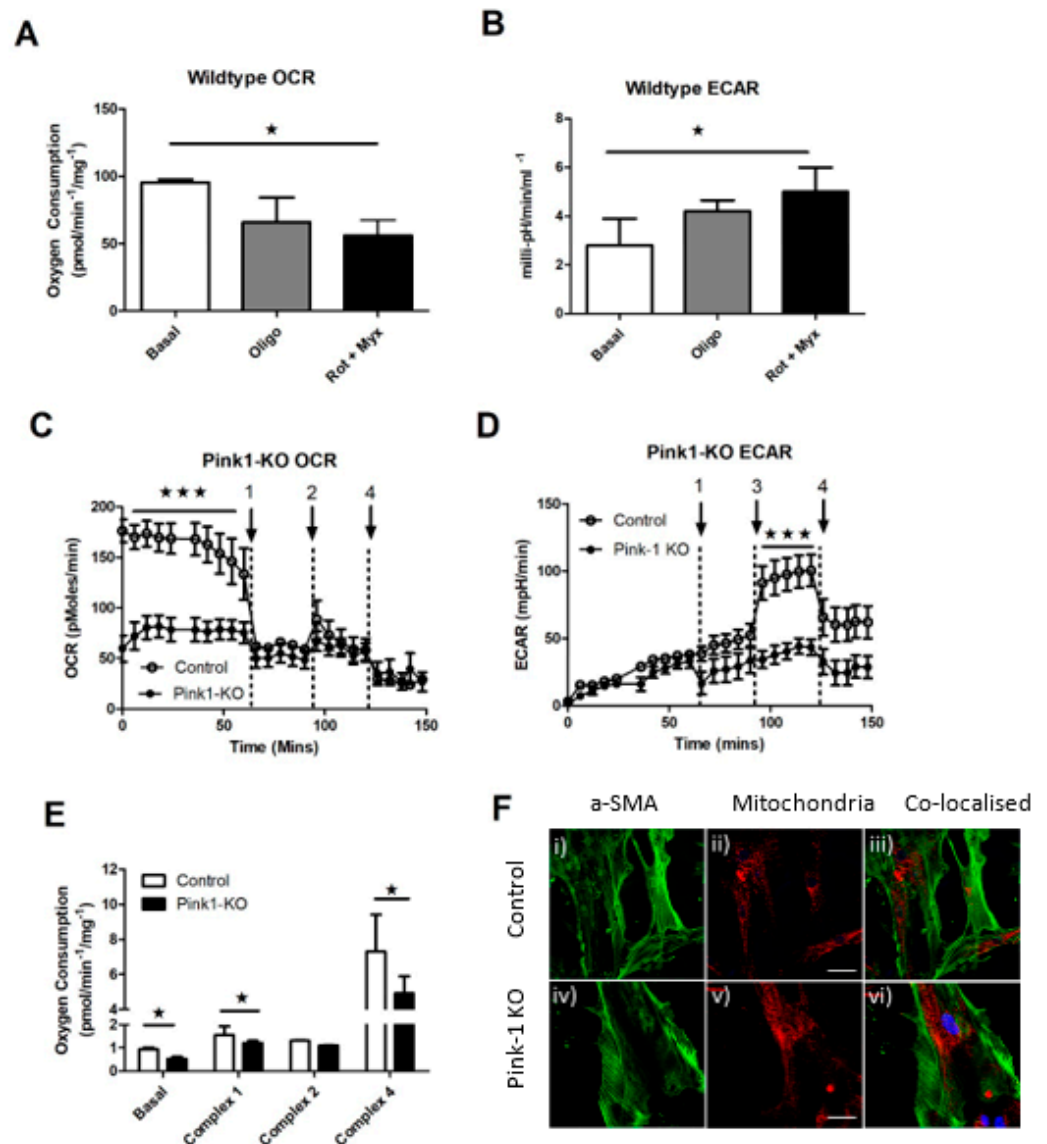 A
Wildtype OCR
Oxygen Consumption
(pmol/min⁻¹/mg⁻¹)
150
100
50
0
★
Basal
Oligo
Rot + Myx
B
Wildtype ECAR
milli-pH/min/ml⁻¹
8
6
4
2
0
★
Basal
Oligo
Rot + Myx
C
Pink1-KO OCR
★★★ 1 2 4
OCR (pMoles/min)
200
150
100
50
0
Control
Pink1-KO
0 50 100 150
Time (Mins)
D
Pink1-KO ECAR
1 3 4
★★★
ECAR (mpH/min)
150
100
50
0
Control
Pink-1 KO
0 50 100 150
Time (mins)
E
Oxygen Consumption
(pmol/min⁻¹/mg⁻¹)
12
10
8
6
4
2
1
0
Control
Pink1-KO
★ ★ ★
Basal
Complex 1
Complex 2
Complex 4
F
a-SMA Mitochondria Co-localised
Control
i) ii) iii)
Pink-1 KO
iv) v) vi)